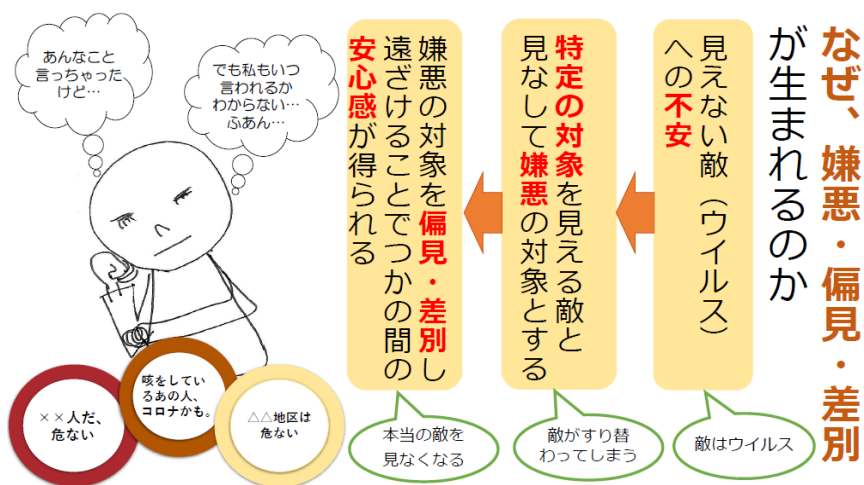 なぜ、嫌悪・偏見・差別
が生まれるのか
見えない敵（ウイルス）
への不安
敵はウイルス
特定の対象を見える敵と
見なして嫌悪の対象とする
敵がすり替
わってしまう
嫌悪の対象を偏見・差別し
遠ざけることでつかの間の
安心感が得られる
本当の敵を
見なくなる
でも私もいつ
言われるか
わからない…
ふあん…
あんなこと
言っちゃった
けど…
××人だ、
危ない
咳をしてい
るあの人、
コロナかも。
△△地区は
危ない